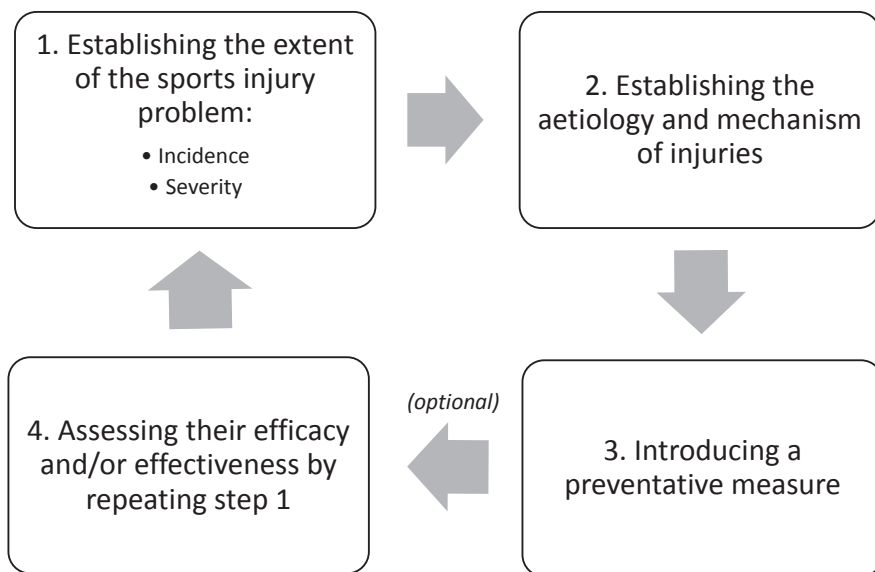 1. Establishing the extent
of the sports injury
problem:
• Incidence
• Severity
2. Establishing the
aetiology and mechanism
of injuries
(optional)
3. Introducing a
preventative measure
4. Assessing their efficacy
and/or effectiveness by
repeating step 1